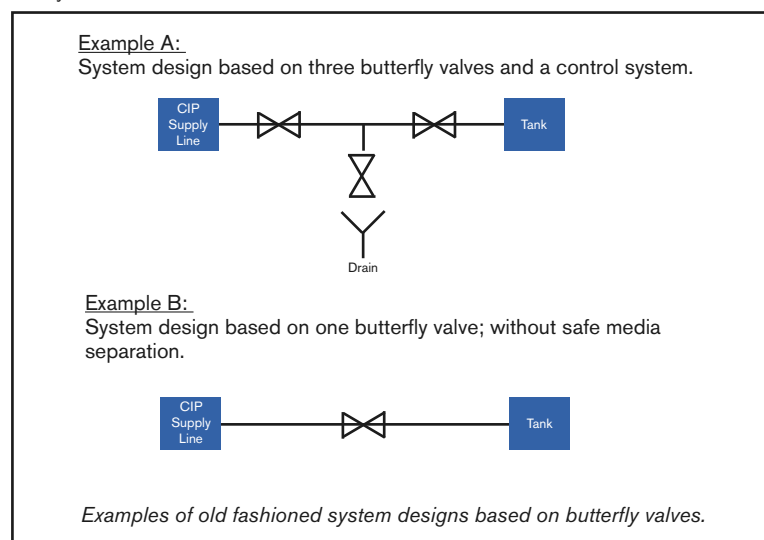 Example A:
System design based on three butterfly valves and a control system.
CIP
Supply
Line
Tank
Drain
Example B:
System design based on one butterfly valve; without safe media
separation.
CIP
Supply
Line
Tank
Examples of old fashioned system designs based on butterfly valves.